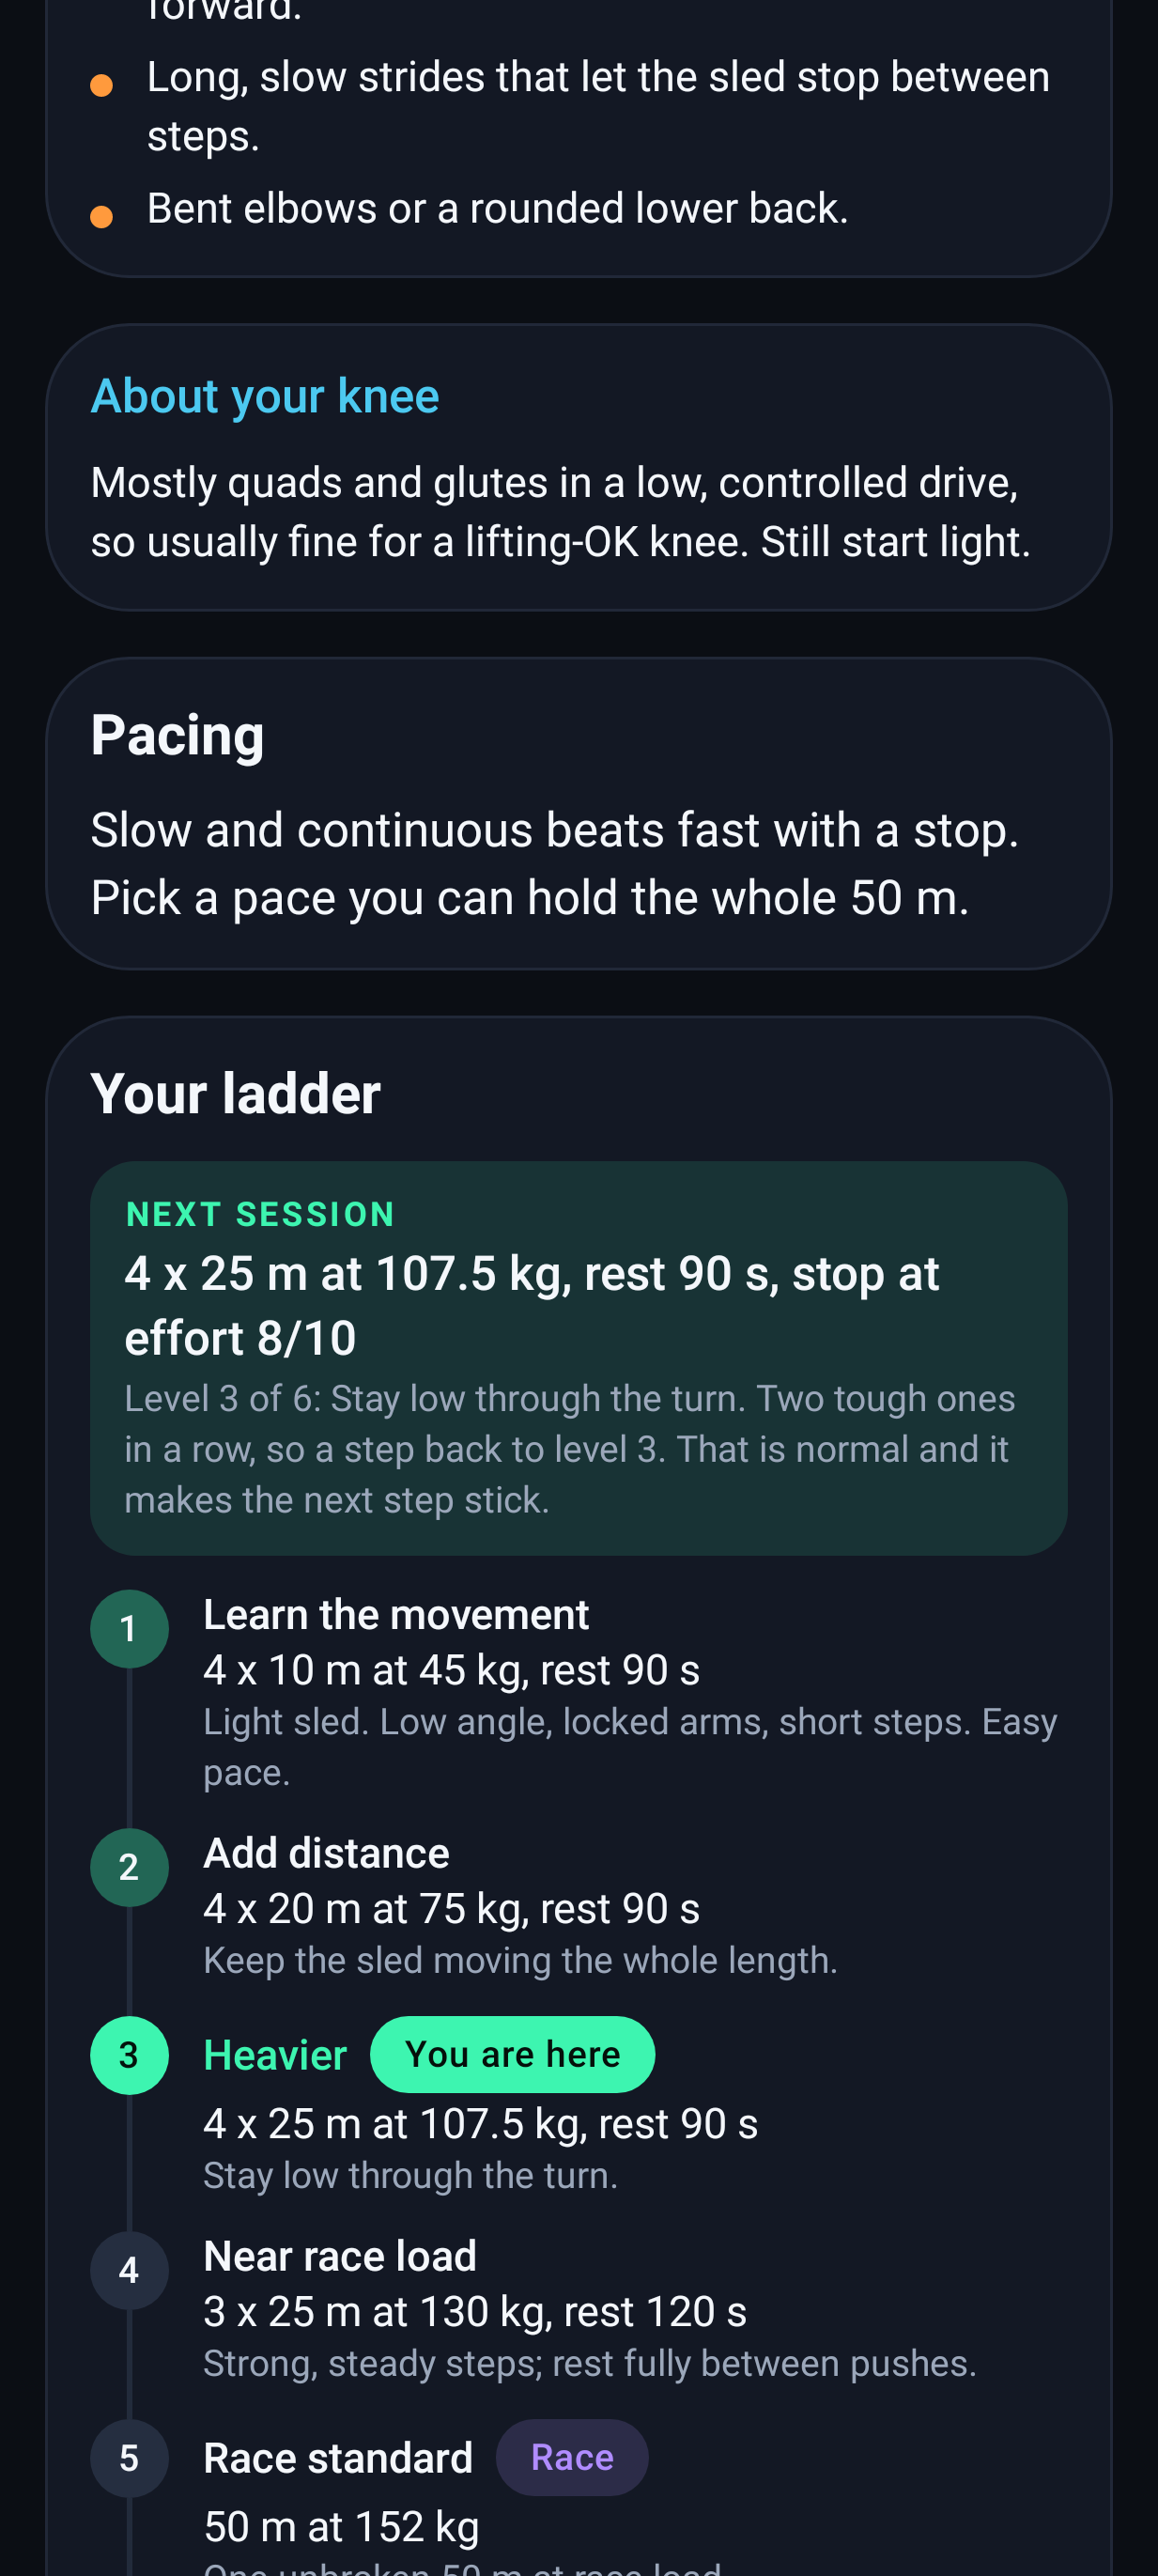 forward.
Long, slow strides that let the sled stop between
steps.
Bent elbows or a rounded lower back.
About your knee
Mostly quads and glutes in a low, controlled drive,
so usually fine for a lifting-OK knee. Still start light.
Pacing
Slow and continuous beats fast with a stop.
Pick a pace you can hold the whole 50 m.
Your ladder
NEXT SESSION
4 x 25 m at 107.5 kg, rest 90 s, stop at
effort 8/10
Level 3 of 6: Stay low through the turn. Two tough ones
in a row, so a step back to level 3. That is normal and it
makes the next step stick.
1
Learn the movement
4 x 10 m at 45 kg, rest 90 s
Light sled. Low angle, locked arms, short steps. Easy
pace.
2
Add distance
4 x 20 m at 75 kg, rest 90 s
Keep the sled moving the whole length.
3
Heavier You are here
4 x 25 m at 107.5 kg, rest 90 s
Stay low through the turn.
4
Near race load
3 x 25 m at 130 kg, rest 120 s
Strong, steady steps; rest fully between pushes.
5
Race standard Race
50 m at 152 kg
One unbroken 50 m at race load